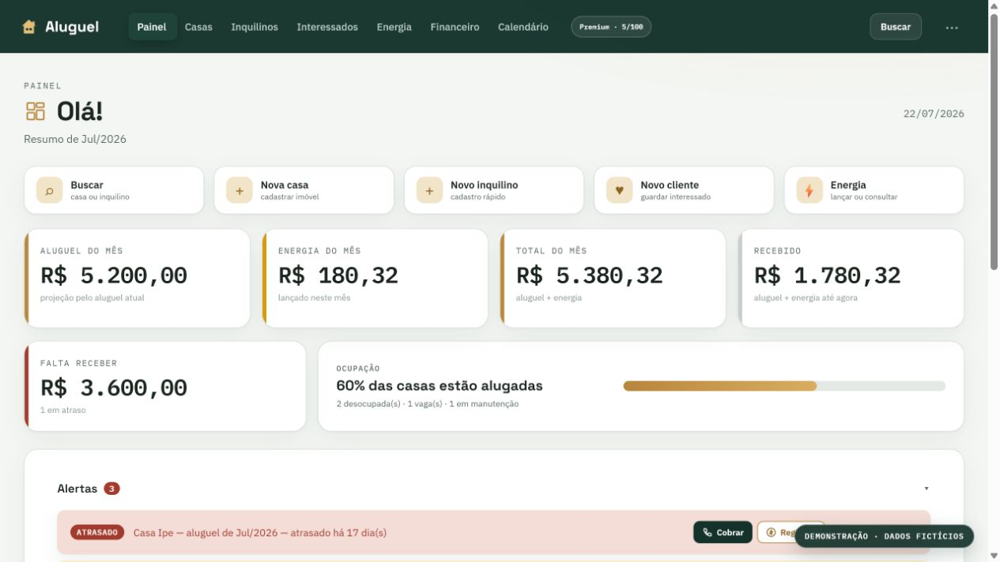 Aluguel
Painel
Casas
Inquilinos
Interessados
Energia
Financeiro
Calendário
Premium · 5/100
Buscar
...
PAINEL
Olá!
22/07/2026
Resumo de Jul/2026
Buscar
casa ou inquilino
Nova casa
cadastrar imóvel
Novo inquilino
cadastro rápido
Novo cliente
guardar interessado
Energia
lançar ou consultar
ALUGUEL DO MÊS
R$ 5.200,00
projeção pelo aluguel atual
ENERGIA DO MÊS
R$ 180,32
lançado neste mês
TOTAL DO MÊS
R$ 5.380,32
aluguel + energia
RECEBIDO
R$ 1.780,32
aluguel + energia até agora
FALTA RECEBER
R$ 3.600,00
1 em atraso
OCUPAÇÃO
60% das casas estão alugadas
2 desocupada(s) · 1 vaga(s) · 1 em manutenção
Alertas 3
ATRASADO Casa Ipe — aluguel de Jul/2026 — atrasado há 17 dia(s)
Cobrar
DEMONSTRAÇÃO · DADOS FICTÍCIOS